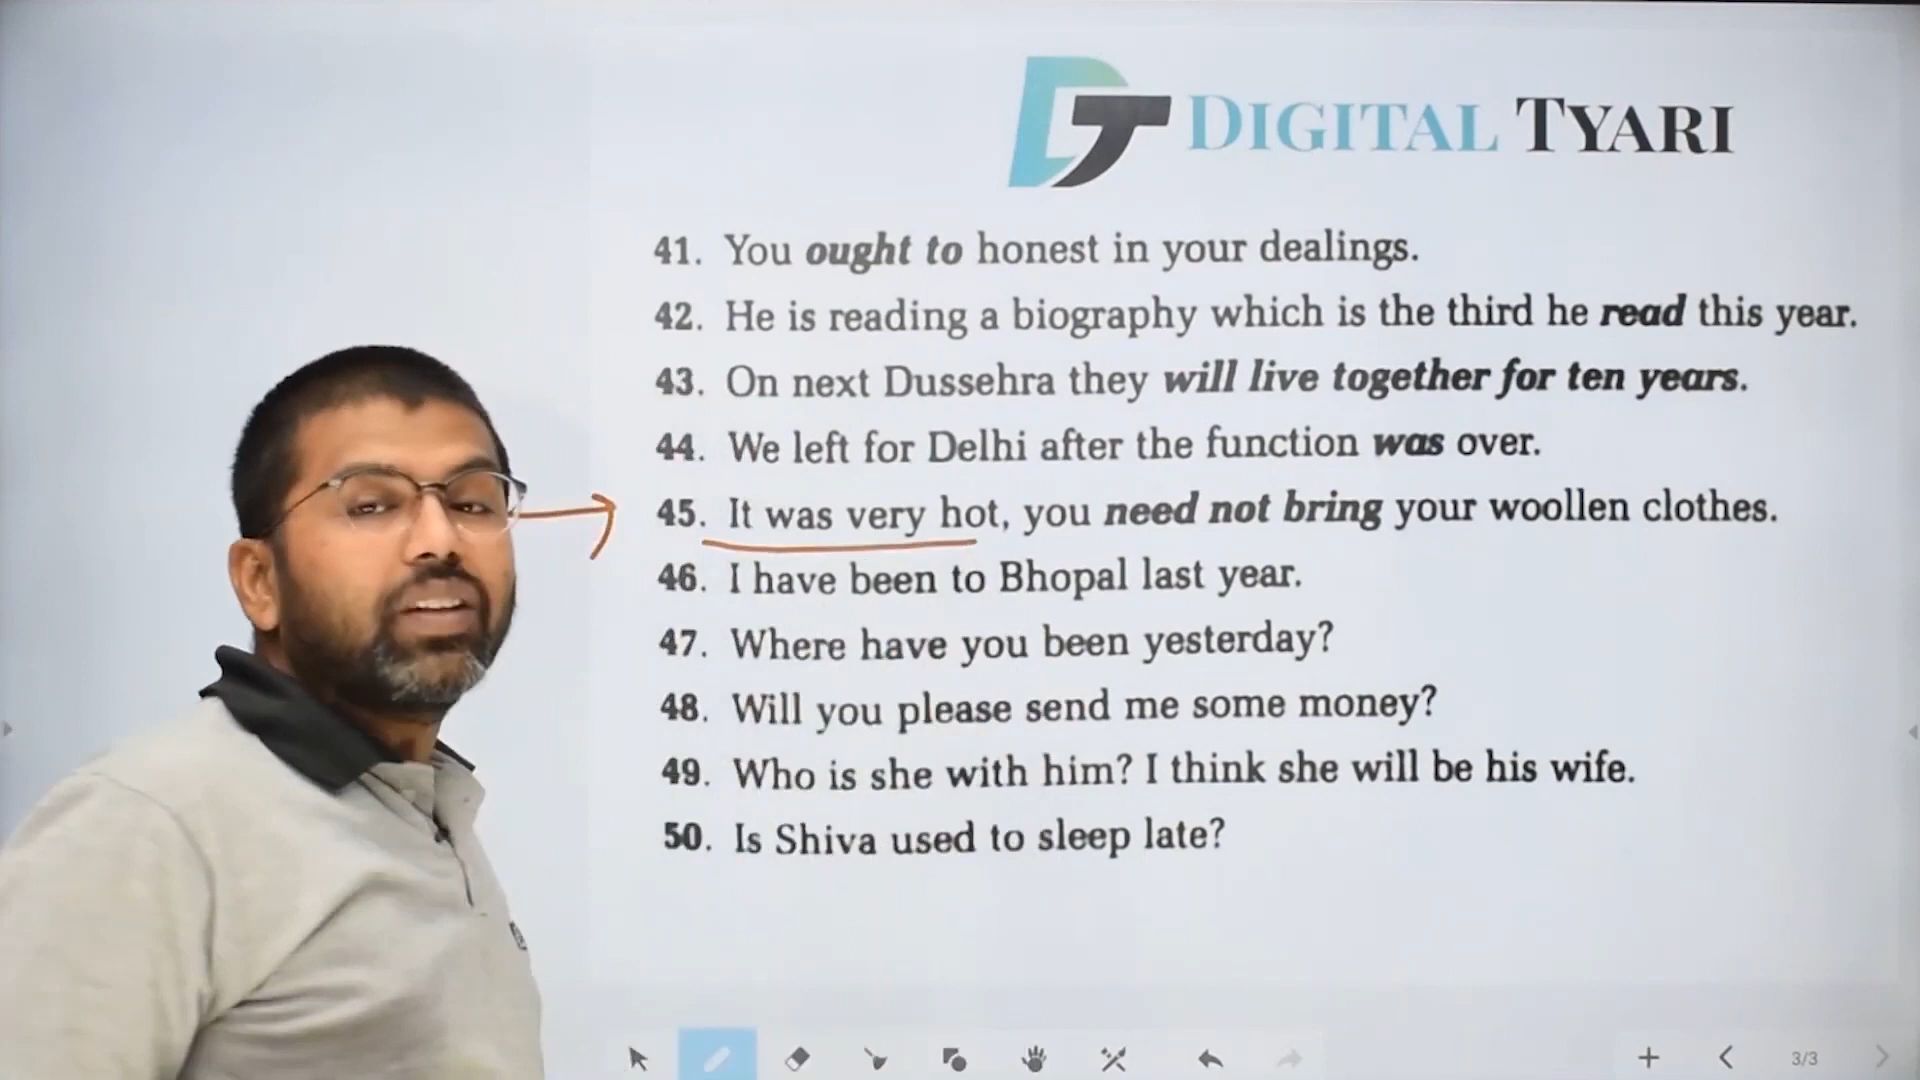 DT DIGITAL TYARI
41. You ought to honest in your dealings.
42. He is reading a biography which is the third he read this year.
43. On next Dussehra they will live together for ten years.
44. We left for Delhi after the function was over.
45. It was very hot, you need not bring your woollen clothes.
46. I have been to Bhopal last year.
47. Where have you been yesterday?
48. Will you please send me some money?
49. Who is she with him? I think she will be his wife.
50. Is Shiva used to sleep late?
3/3